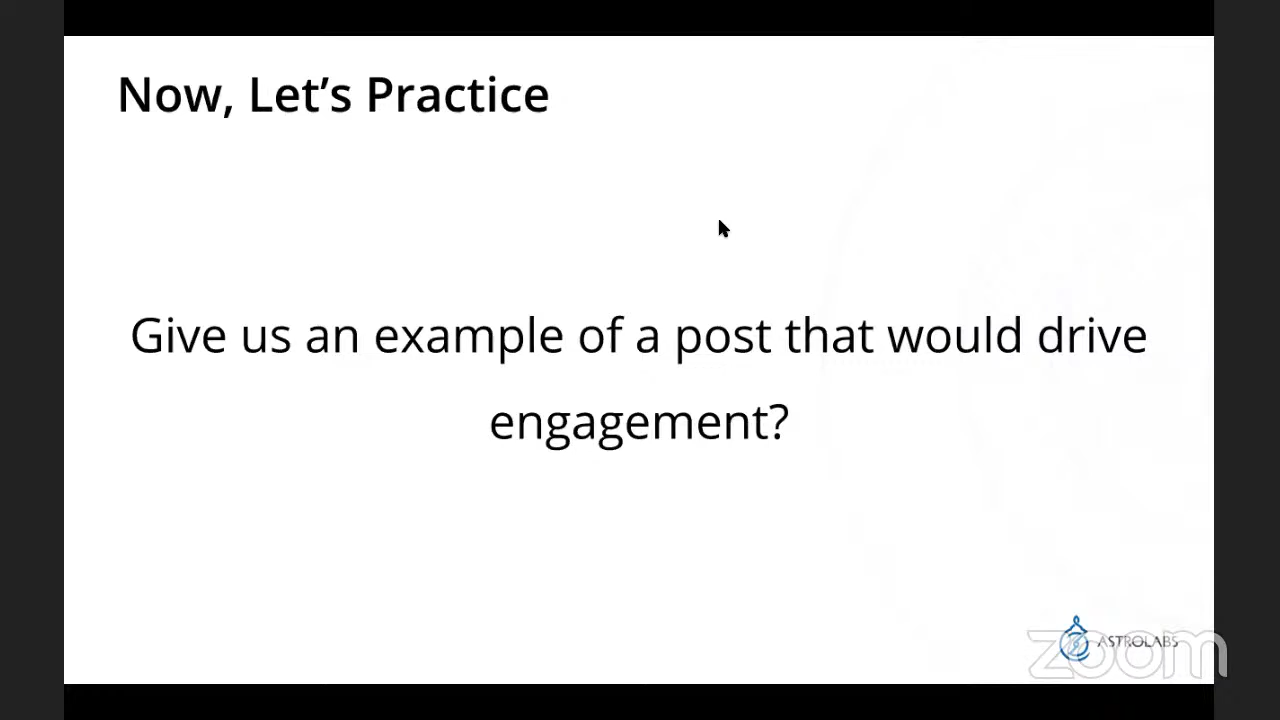 Now, Let's Practice
Give us an example of a post that would drive
engagement?
ASTROLABS
zoom